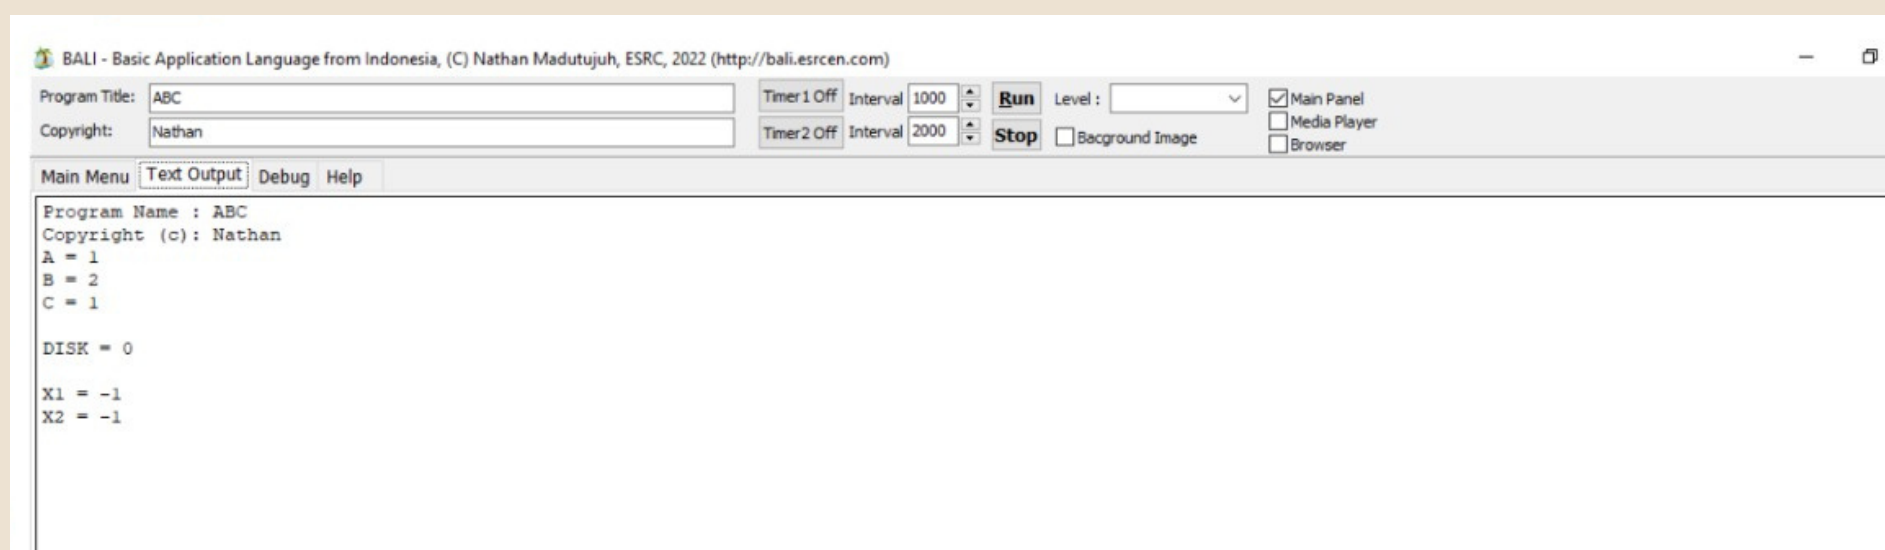 BALI - Basic Application Language from Indonesia, (C) Nathan Madutujuh, ESRC, 2022 (http://bali.esrcen.com)
Program Title: ABC Timer1 Off Interval 1000 Run Level : Main Panel
Media Player
Copyright: Nathan Timer2 Off Interval 2000 Stop Bacground Image
Browser
Main Menu Text Output Debug Help
Program Name : ABC
Copyright (c): Nathan
A = 1
B = 2
C = 1
DISK = 0
X1 = -1
X2 = -1